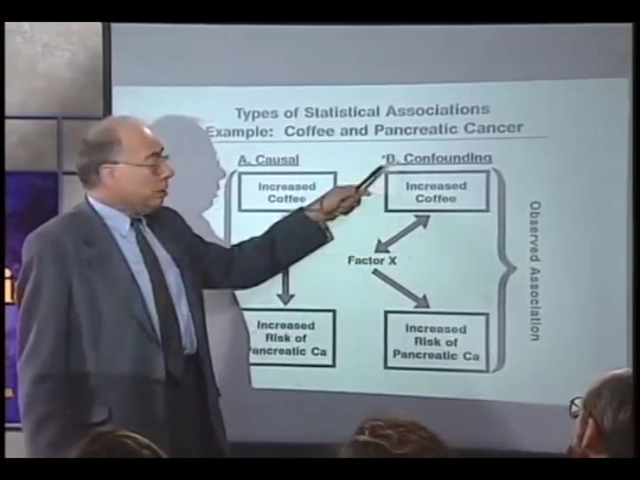 Types of Statistical Associations
Example: Coffee and Pancreatic Cancer
A. Causal
B. Confounding
Increased
Coffee
Increased
Coffee
Factor X
Observed Association
Increased
Risk of
Pancreatic Ca
Increased
Risk of
Pancreatic Ca